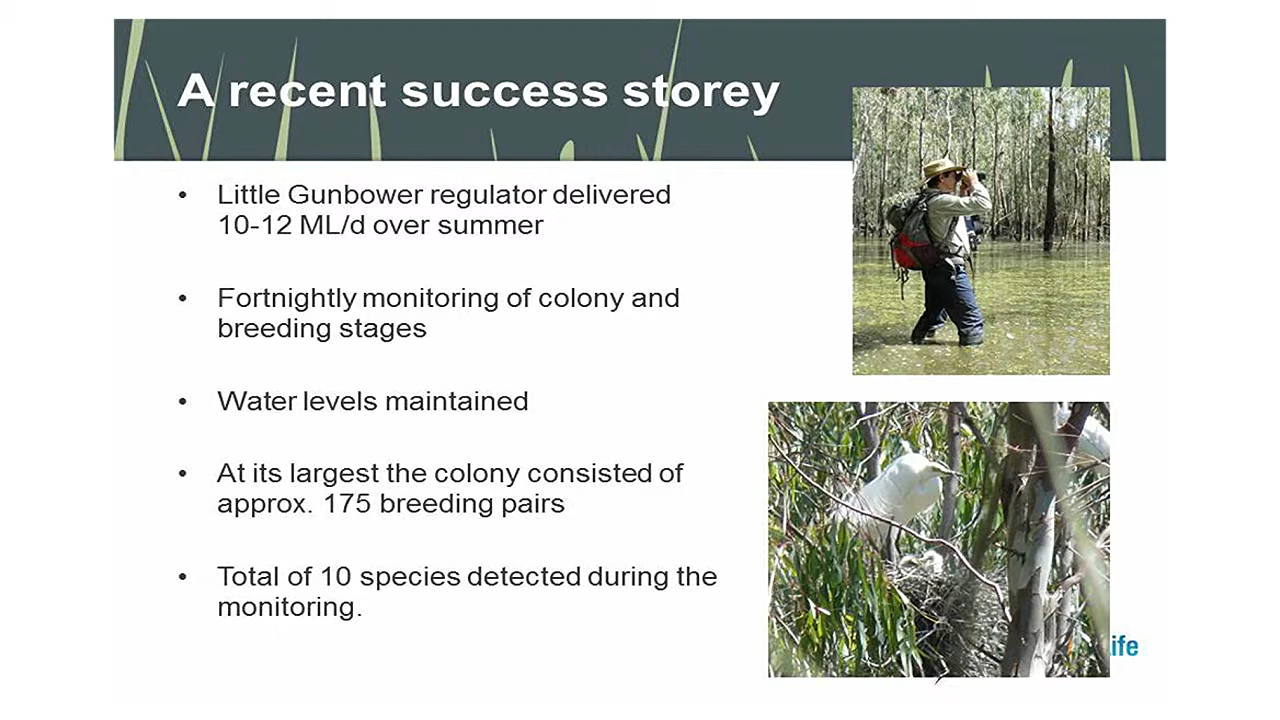 A recent success storey
• Little Gunbower regulator delivered
10-12 ML/d over summer
• Fortnightly monitoring of colony and
breeding stages
• Water levels maintained
• At its largest the colony consisted of
approx. 175 breeding pairs
• Total of 10 species detected during the
monitoring.
ife